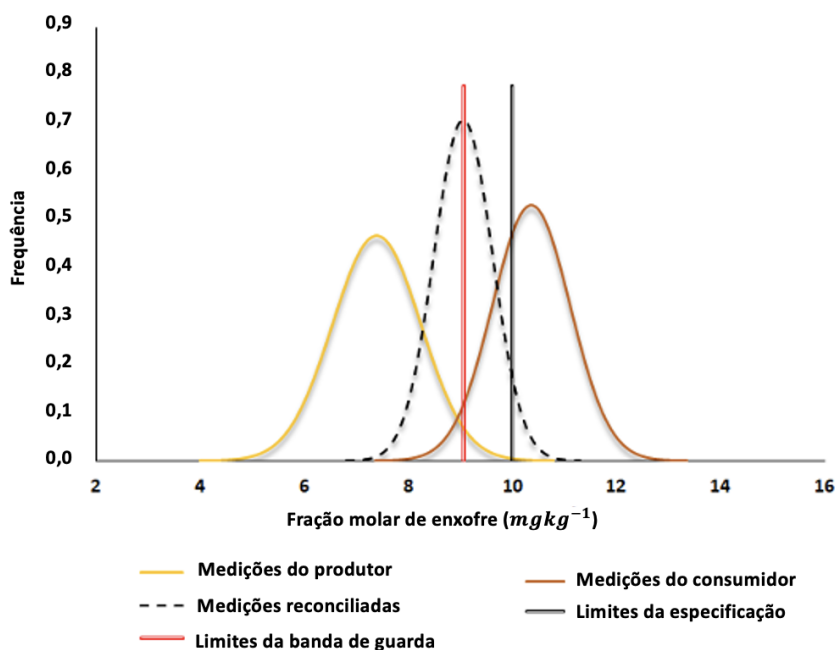 0,9
0,8
0,7
0,6
0,5
0,4
0,3
0,2
0,1
0,0
Frequência
2 4 6 8 10 12 14 16
Fração molar de enxofre (mgkg⁻¹)
Medições do produtor
Medições do consumidor
Medições reconciliadas
Limites da especificação
Limites da banda de guarda